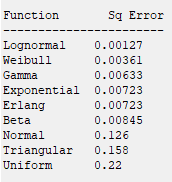 Function Sq Error
-----------------------
Lognormal 0.00127
Weibull 0.00361
Gamma 0.00633
Exponential 0.00723
Erlang 0.00723
Beta 0.00845
Normal 0.126
Triangular 0.158
Uniform 0.22